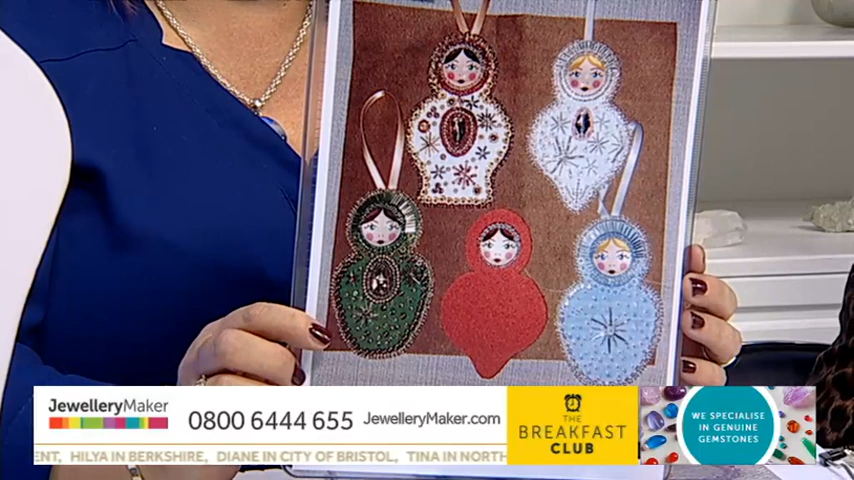 JewelleryMaker
0800 6444 655
JewelleryMaker.com
THE
BREAKFAST
CLUB
WE SPECIALISE
IN GENUINE
GEMSTONES
ENT, HILYA IN BERKSHIRE, DIANE IN CITY OF BRISTOL, TINA IN NORTH